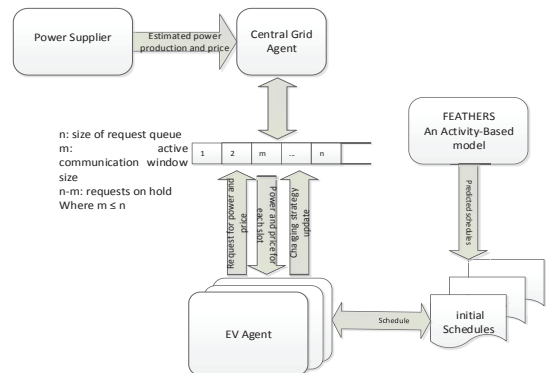 Power Supplier
Estimated power
production and price
Central Grid
Agent
n: size of request queue
m: active
communication window
size
n-m: requests on hold
Where m ≤ n
1 2 m ... n
FEATHERS
An Activity-Based
model
Request for power and
price
Power and price for
each slot
Charging strategy
update
Predicted schedules
EV Agent
Schedule
initial
Schedules